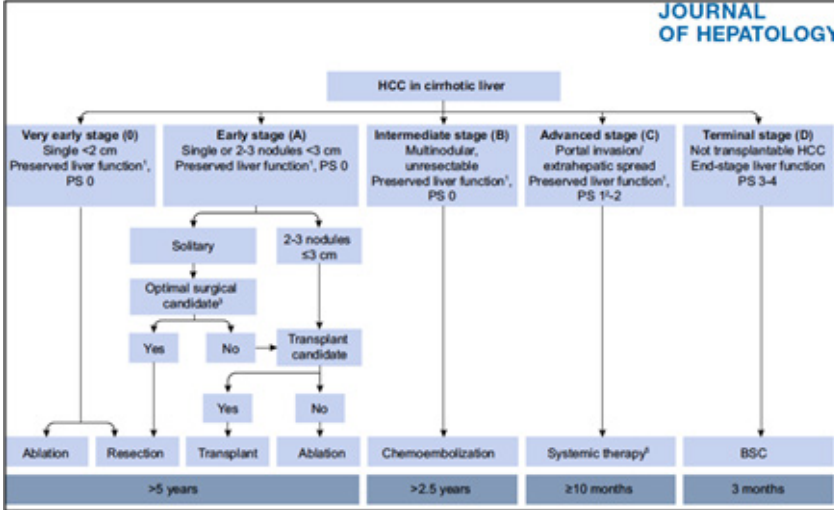 JOURNAL
OF HEPATOLOGY
HCC in cirrhotic liver
Very early stage (0)
Single <2 cm
Preserved liver function¹,
PS 0
Early stage (A)
Single or 2-3 nodules <3 cm
Preserved liver function¹, PS 0
Intermediate stage (B)
Multinodular,
unresectable
Preserved liver function¹,
PS 0
Advanced stage (C)
Portal invasion/
extrahepatic spread
Preserved liver function¹,
PS 1²-2
Terminal stage (D)
Not transplantable HCC
End-stage liver function
PS 3-4
Solitary
2-3 nodules
≤3 cm
Optimal surgical
candidate³
Yes
No
Transplant
candidate
Yes
No
Ablation
Resection
Transplant
Ablation
Chemoembolization
Systemic therapy⁵
BSC
>5 years
>2.5 years
≥10 months
3 months